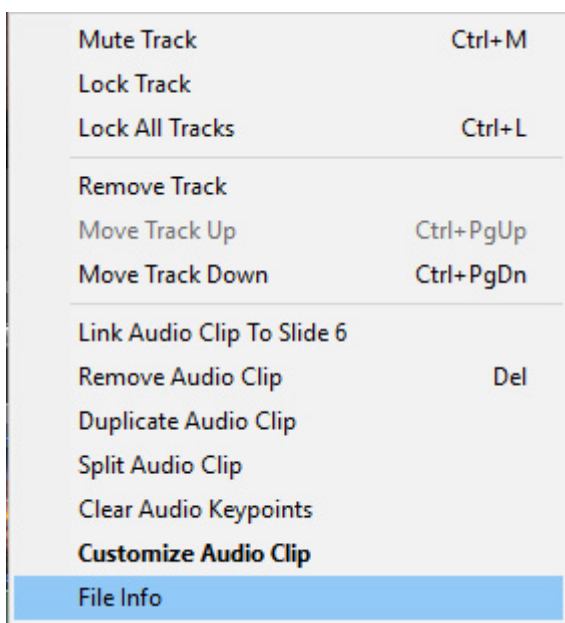 Mute Track Ctrl+M
Lock Track
Lock All Tracks Ctrl+L
Remove Track
Move Track Up Ctrl+PgUp
Move Track Down Ctrl+PgDn
Link Audio Clip To Slide 6
Remove Audio Clip Del
Duplicate Audio Clip
Split Audio Clip
Clear Audio Keypoints
Customize Audio Clip
File Info